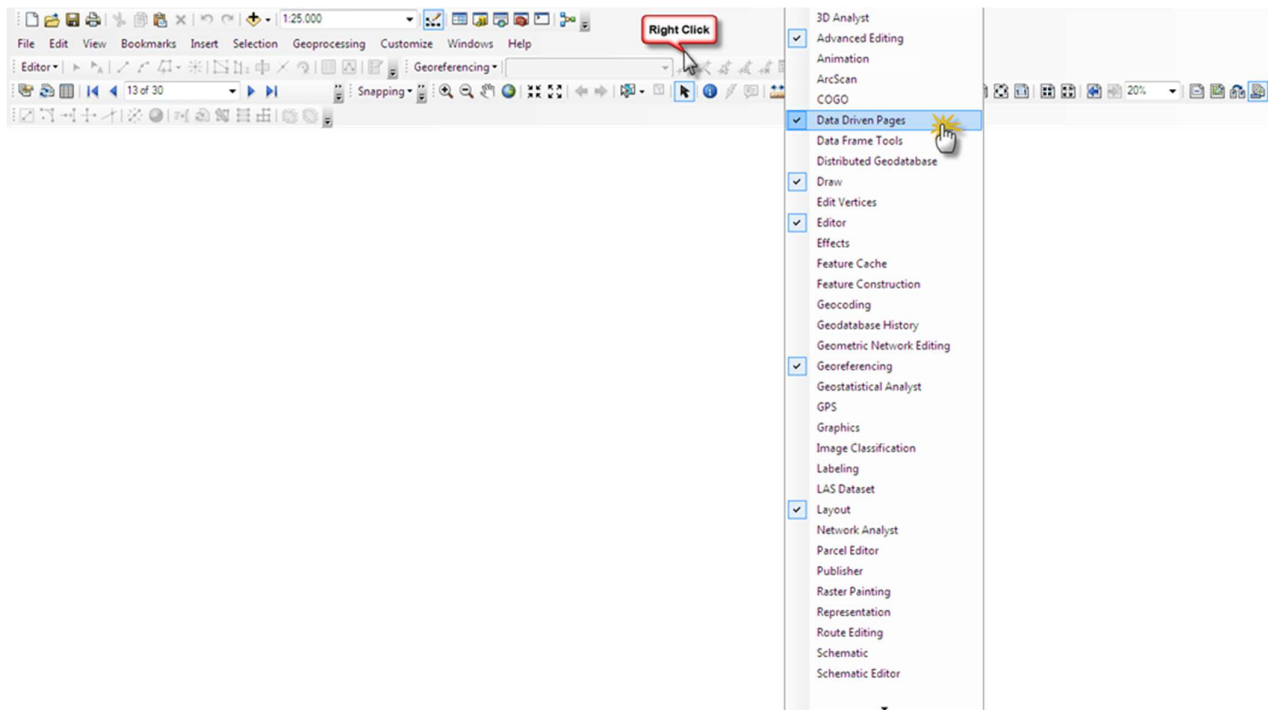 1:25.000
Right Click
File Edit View Bookmarks Insert Selection Geoprocessing Customize Windows Help
Editor Georeferencing
13 of 30 Snapping 1:1 20%
3D Analyst
Advanced Editing
Animation
ArcScan
COGO
Data Driven Pages
Data Frame Tools
Distributed Geodatabase
Draw
Edit Vertices
Editor
Effects
Feature Cache
Feature Construction
Geocoding
Geodatabase History
Geometric Network Editing
Georeferencing
Geostatistical Analyst
GPS
Graphics
Image Classification
Labeling
LAS Dataset
Layout
Network Analyst
Parcel Editor
Publisher
Raster Painting
Representation
Route Editing
Schematic
Schematic Editor